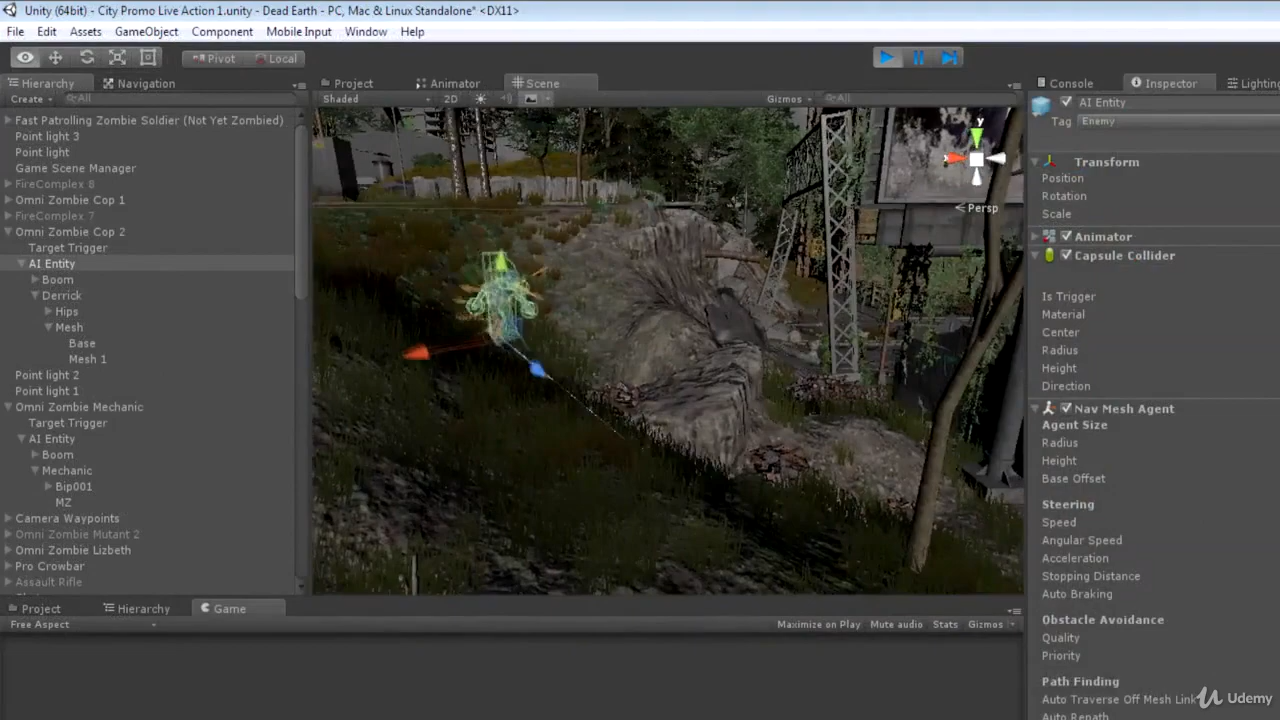 Unity (64bit) - City Promo Live Action 1.unity - Dead Earth - PC, Mac & Linux Standalone* <DX11>
File Edit Assets GameObject Component Mobile Input Window Help
Pivot Local
Hierarchy Navigation
Create All
Fast Patrolling Zombie Soldier (Not Yet Zombied)
Point light 3
Point light
Game Scene Manager
FireComplex 8
Omni Zombie Cop 1
FireComplex 7
Omni Zombie Cop 2
Target Trigger
AI Entity
Boom
Derrick
Hips
Mesh
Base
Mesh 1
Point light 2
Point light 1
Omni Zombie Mechanic
Target Trigger
AI Entity
Boom
Mechanic
Bip001
MZ
Camera Waypoints
Omni Zombie Mutant 2
Omni Zombie Lizbeth
Pro Crowbar
Assault Rifle
Project Animator Scene
Shaded 2D Gizmos All
y
Persp
Project Hierarchy Game
Free Aspect Maximize on Play Mute audio Stats Gizmos
Console Inspector Lighting
AI Entity
Tag Enemy
Transform
Position
Rotation
Scale
Animator
Capsule Collider
Is Trigger
Material
Center
Radius
Height
Direction
Nav Mesh Agent
Agent Size
Radius
Height
Base Offset
Steering
Speed
Angular Speed
Acceleration
Stopping Distance
Auto Braking
Obstacle Avoidance
Quality
Priority
Path Finding
Auto Traverse Off Mesh Link
Auto Repath
Udemy